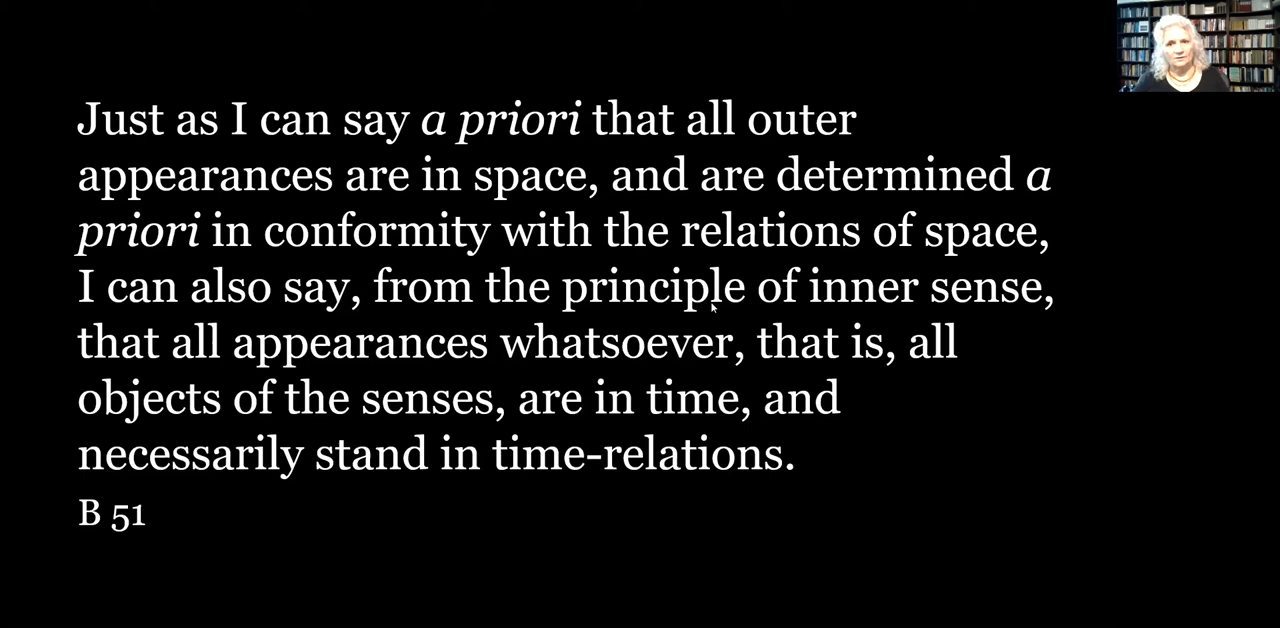 Just as I can say a priori that all outer
appearances are in space, and are determined a
priori in conformity with the relations of space,
I can also say, from the principle of inner sense,
that all appearances whatsoever, that is, all
objects of the senses, are in time, and
necessarily stand in time-relations.
B 51